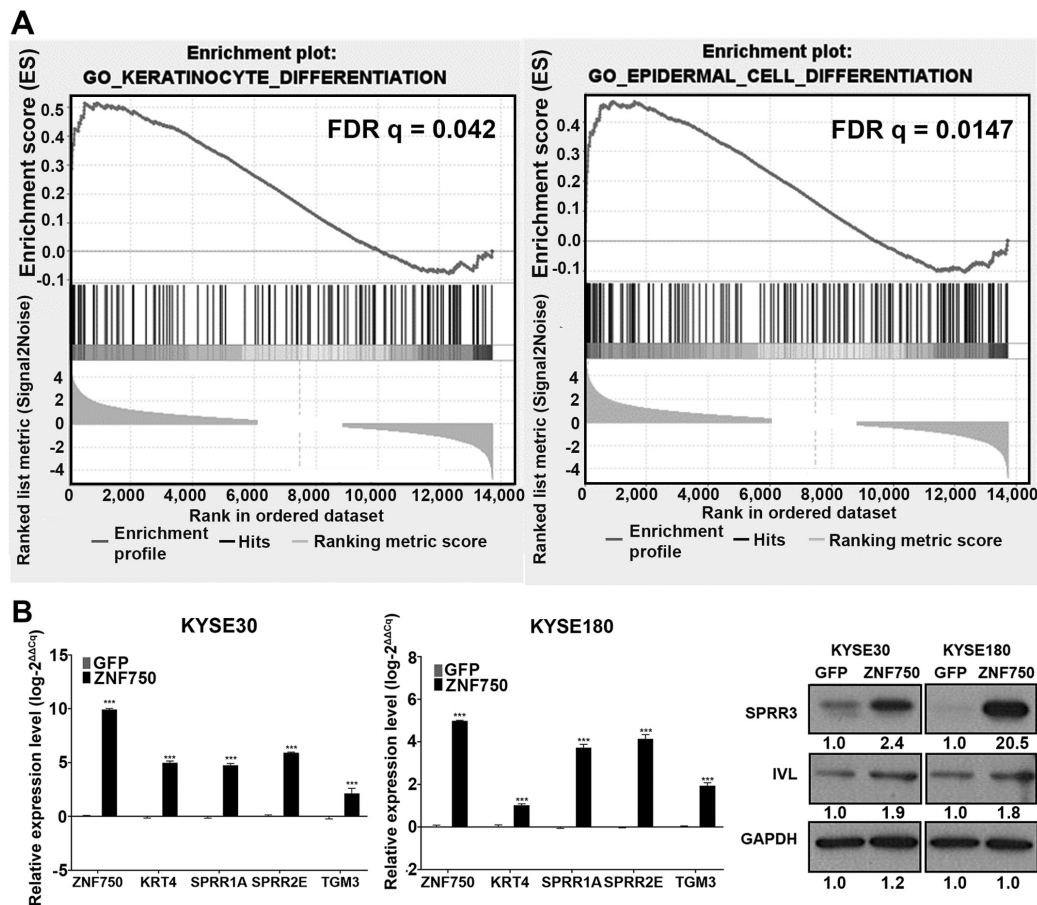 A
Enrichment plot:
GO_KERATINOCYTE_DIFFERENTIATION
Enrichment score (ES)
0.5
0.4
0.3
0.2
0.1
0.0
-0.1
FDR q = 0.042
Ranked list metric (Signal2Noise)
4
2
0
-2
-4
0 2,000 4,000 6,000 8,000 10,000 12,000 14,000
Rank in ordered dataset
Enrichment profile Hits Ranking metric score
Enrichment plot:
GO_EPIDERMAL_CELL_DIFFERENTIATION
Enrichment score (ES)
0.4
0.3
0.2
0.1
0.0
-0.1
FDR q = 0.0147
Ranked list metric (Signal2Noise)
4
2
0
-2
-4
0 2,000 4,000 6,000 8,000 10,000 12,000 14,000
Rank in ordered dataset
Enrichment profile Hits Ranking metric score
B
KYSE30
Relative expression level (log-2ΔΔCq)
15
10
5
0
-5
GFP
ZNF750
*** *** *** *** ***
ZNF750 KRT4 SPRR1A SPRR2E TGM3
KYSE180
Relative expression level (log-2ΔΔCq)
8
6
4
2
0
-2
GFP
ZNF750
*** *** *** *** ***
ZNF750 KRT4 SPRR1A SPRR2E TGM3
KYSE30 KYSE180
GFP ZNF750 GFP ZNF750
SPRR3
1.0 2.4 1.0 20.5
IVL
1.0 1.9 1.0 1.8
GAPDH
1.0 1.2 1.0 1.0